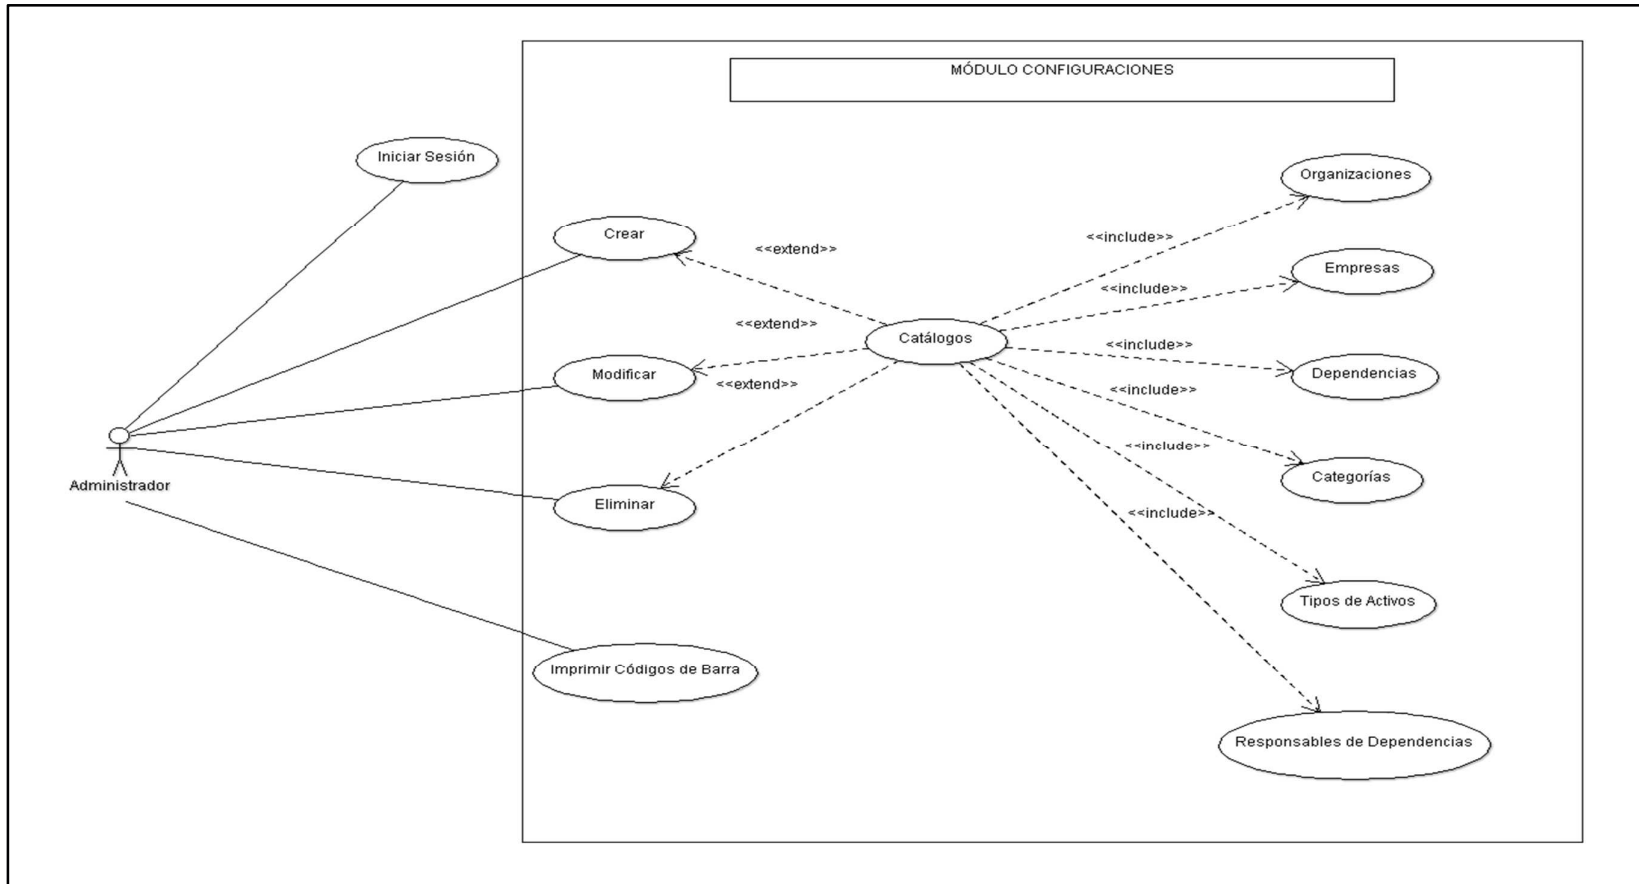 MÓDULO CONFIGURACIONES
Iniciar Sesión
Organizaciones
Crear
<<extend>>
<<include>>
Empresas
<<include>>
<<extend>>
Catálogos
<<include>>
Dependencias
Modificar
<<extend>>
<<include>>
Administrador
<<include>>
Categorías
Eliminar
<<include>>
Tipos de Activos
Imprimir Códigos de Barra
Responsables de Dependencias